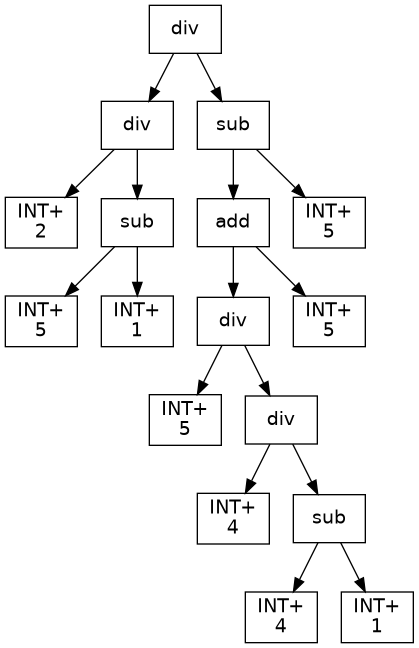 div
div
sub
INT+
2
sub
add
INT+
5
INT+
5
INT+
1
div
INT+
5
INT+
5
div
INT+
4
sub
INT+
4
INT+
1